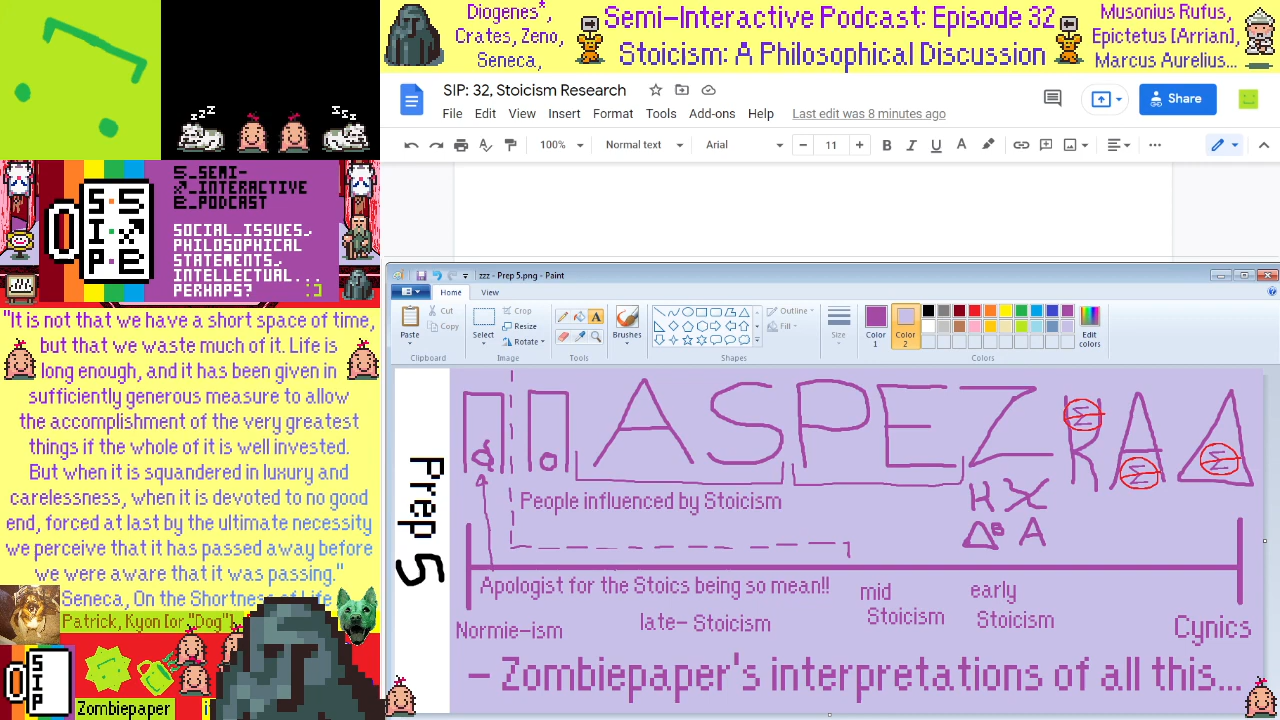 Diogenes*,
Crates, Zeno,
Seneca,
Semi-Interactive Podcast: Episode 32
Stoicism: A Philosophical Discussion
Musonius Rufus,
Epictetus [Arrian],
Marcus Aurelius...
SIP: 32, Stoicism Research
File Edit View Insert Format Tools Add-ons Help Last edit was 8 minutes ago
Share
100% Normal text Arial 11 B I U A
zzz - Prep 5.png - Paint
Home View
Paste
Cut
Copy
Clipboard
Select
Crop
Resize
Rotate
Image
Tools
Brushes
Shapes
Outline
Fill
Size
Color 1
Color 2
Edit colors
Colors
zzz
zzz
S_SEMI-
_INTERACTIVE
_PODCAST
SOCIAL_ISSUES,
PHILOSOPHICAL
STATEMENTS,
INTELLECTUAL...
PERHAPS? :)
S
I
P
"It is not that we have a short space of time,
but that we waste much of it. Life is
long enough, and it has been given in
sufficiently generous measure to allow
the accomplishment of the very greatest
things if the whole of it is well invested.
But when it is squandered in luxury and
carelessness, when it is devoted to no good
end, forced at last by the ultimate necessity
we perceive that it has passed away before
we were aware that it was passing."
Seneca, On the Shortness of Life
Patrick, Kyon [or "Dog"],
SIP
Zombiepaper
Prep 5
A S P E Z K A Δ
Σ Σ Σ
People influenced by Stoicism
K X
Δᴮ A
Apologist for the Stoics being so mean!!
Normie-ism
late- Stoicism
mid
Stoicism
early
Stoicism
Cynics
- Zombiepaper's interpretations of all this...